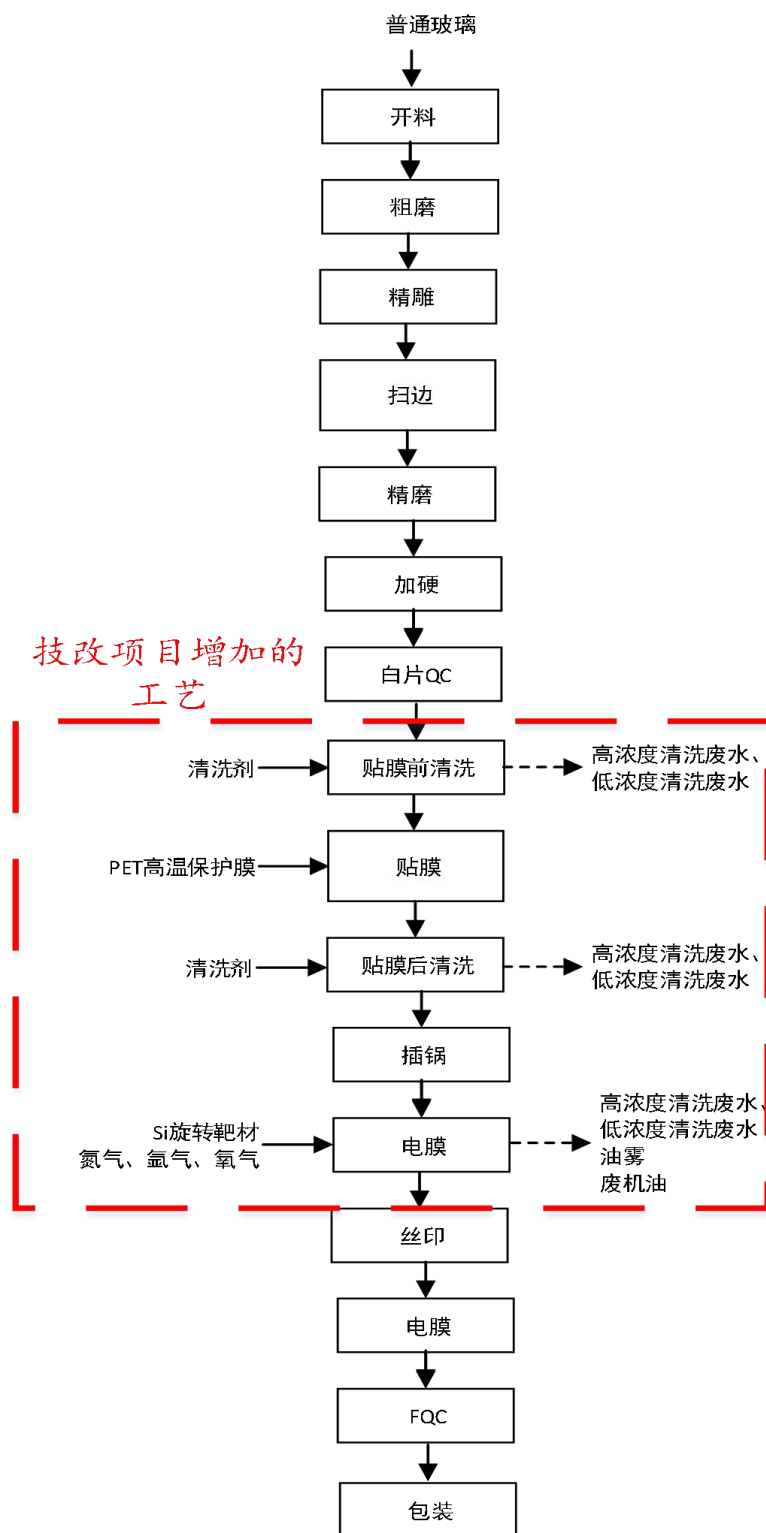 普通玻璃
开料
粗磨
精雕
扫边
精磨
加硬
白片QC
技改项目增加的
工艺
清洗剂
贴膜前清洗
高浓度清洗废水、
低浓度清洗废水
PET高温保护膜
贴膜
清洗剂
贴膜后清洗
高浓度清洗废水、
低浓度清洗废水
插锅
Si旋转靶材
氮气、氩气、氧气
电膜
高浓度清洗废水、
低浓度清洗废水
油雾
废机油
丝印
电膜
FQC
包装